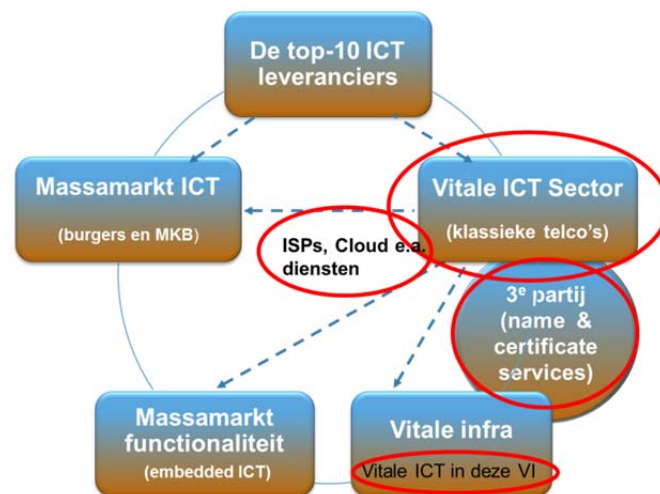 De top-10 ICT
leveranciers
Massamarkt ICT
(burgers en MKB)
Vitale ICT Sector
(klassieke telco's)
ISPs, Cloud e.a.
diensten
3e partij
(name &
certificate
services)
Massamarkt
functionaliteit
(embedded ICT)
Vitale infra
Vitale ICT in deze VI